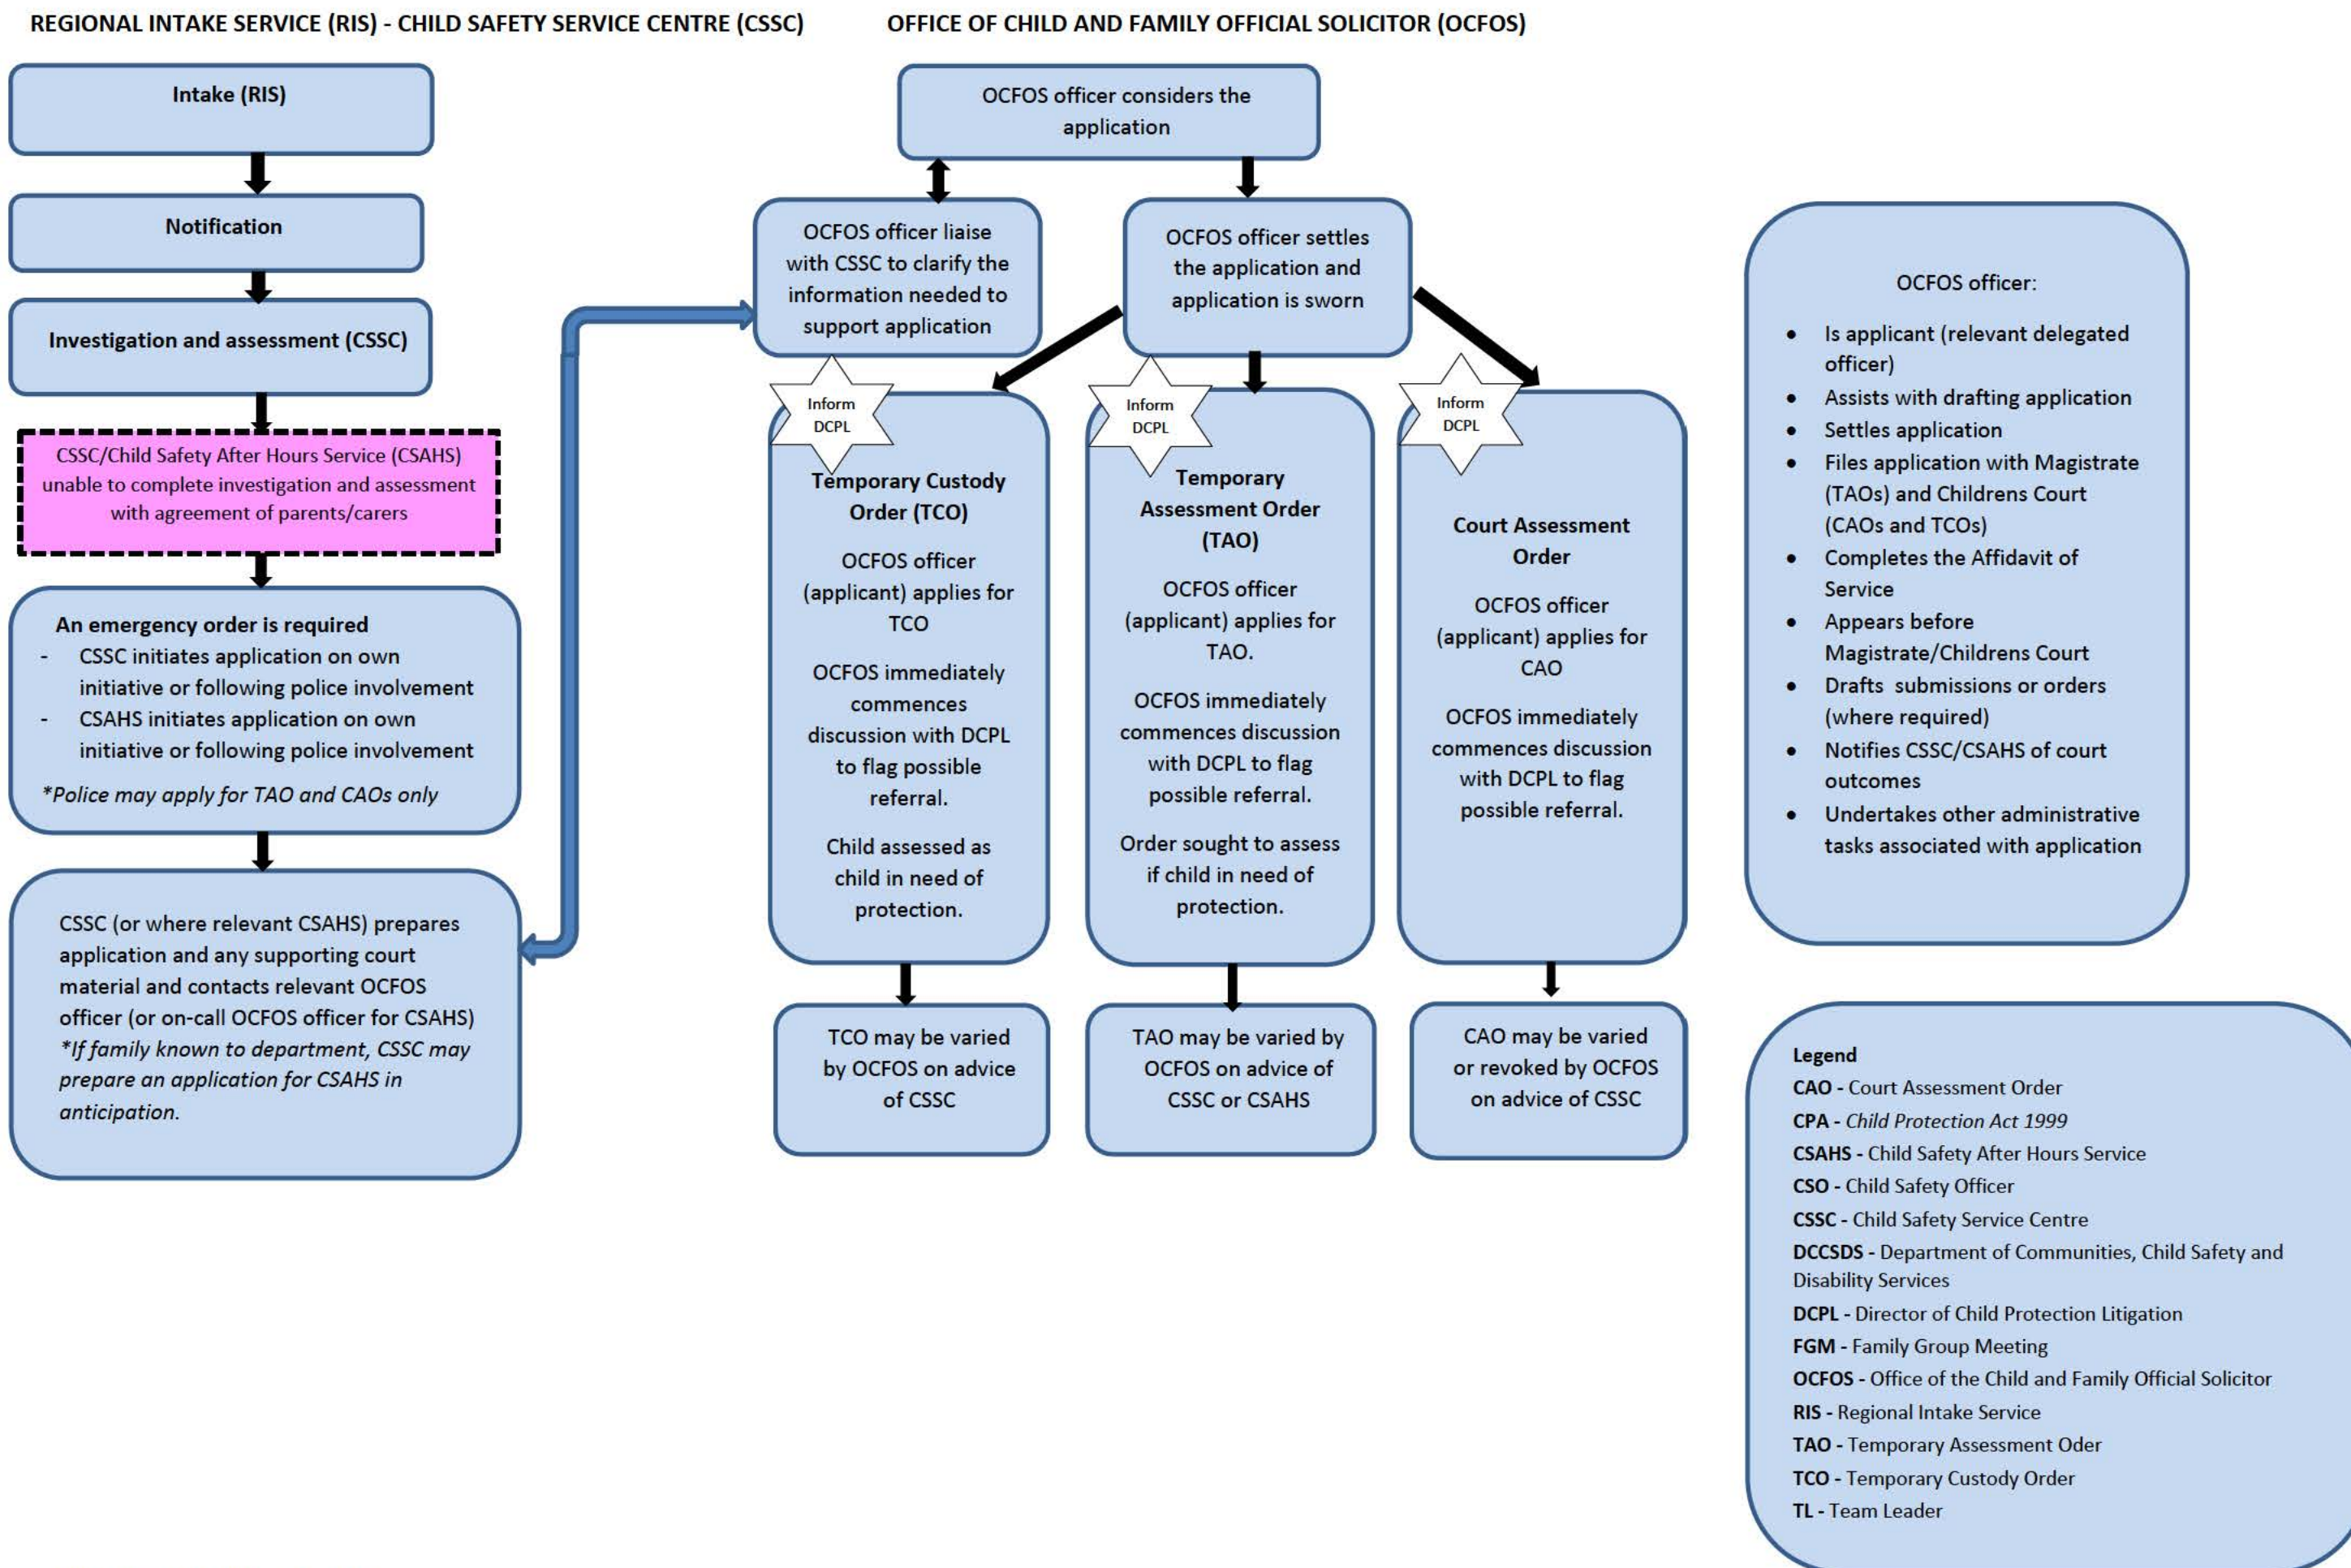 REGIONAL INTAKE SERVICE (RIS) - CHILD SAFETY SERVICE CENTRE (CSSC)
OFFICE OF CHILD AND FAMILY OFFICIAL SOLICITOR (OCFOS)
Intake (RIS)
Notification
Investigation and assessment (CSSC)
CSSC/Child Safety After Hours Service (CSAHS)
unable to complete investigation and assessment
with agreement of parents/carers
An emergency order is required
- CSSC initiates application on own
initiative or following police involvement
- CSAHS initiates application on own
initiative or following police involvement
*Police may apply for TAO and CAOs only
CSSC (or where relevant CSAHS) prepares
application and any supporting court
material and contacts relevant OCFOS
officer (or on-call OCFOS officer for CSAHS)
*If family known to department, CSSC may
prepare an application for CSAHS in
anticipation.
OCFOS officer considers the
application
OCFOS officer liaise
with CSSC to clarify the
information needed to
support application
OCFOS officer settles
the application and
application is sworn
Inform
DCPL
Temporary Custody
Order (TCO)
OCFOS officer
(applicant) applies for
TCO
OCFOS immediately
commences
discussion with DCPL
to flag possible
referral.
Child assessed as
child in need of
protection.
Inform
DCPL
Temporary
Assessment Order
(TAO)
OCFOS officer
(applicant) applies for
TAO.
OCFOS immediately
commences discussion
with DCPL to flag
possible referral.
Order sought to assess
if child in need of
protection.
Inform
DCPL
Court Assessment
Order
OCFOS officer
(applicant) applies for
CAO
OCFOS immediately
commences discussion
with DCPL to flag
possible referral.
TCO may be varied
by OCFOS on advice
of CSSC
TAO may be varied by
OCFOS on advice of
CSSC or CSAHS
CAO may be varied
or revoked by OCFOS
on advice of CSSC
OCFOS officer:
• Is applicant (relevant delegated
officer)
• Assists with drafting application
• Settles application
• Files application with Magistrate
(TAOs) and Childrens Court
(CAOs and TCOs)
• Completes the Affidavit of
Service
• Appears before
Magistrate/Childrens Court
• Drafts submissions or orders
(where required)
• Notifies CSSC/CSAHS of court
outcomes
• Undertakes other administrative
tasks associated with application
Legend
CAO - Court Assessment Order
CPA - Child Protection Act 1999
CSAHS - Child Safety After Hours Service
CSO - Child Safety Officer
CSSC - Child Safety Service Centre
DCCSDS - Department of Communities, Child Safety and
Disability Services
DCPL - Director of Child Protection Litigation
FGM - Family Group Meeting
OCFOS - Office of the Child and Family Official Solicitor
RIS - Regional Intake Service
TAO - Temporary Assessment Oder
TCO - Temporary Custody Order
TL - Team Leader